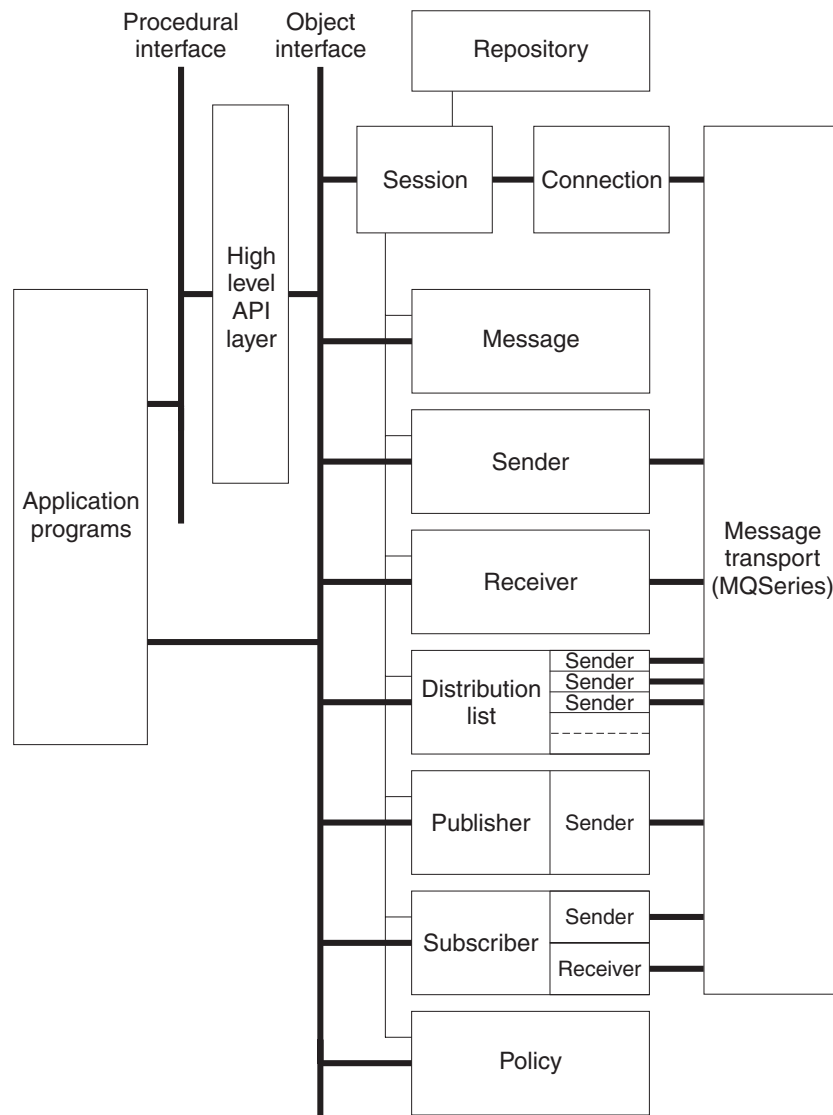 Procedural
interface
Object
interface
Repository
Session
Connection
High
level
API
layer
Message
Sender
Application
programs
Message
transport
(MQSeries)
Receiver
Distribution
list
Sender
Sender
Sender
Publisher
Sender
Subscriber
Sender
Receiver
Policy